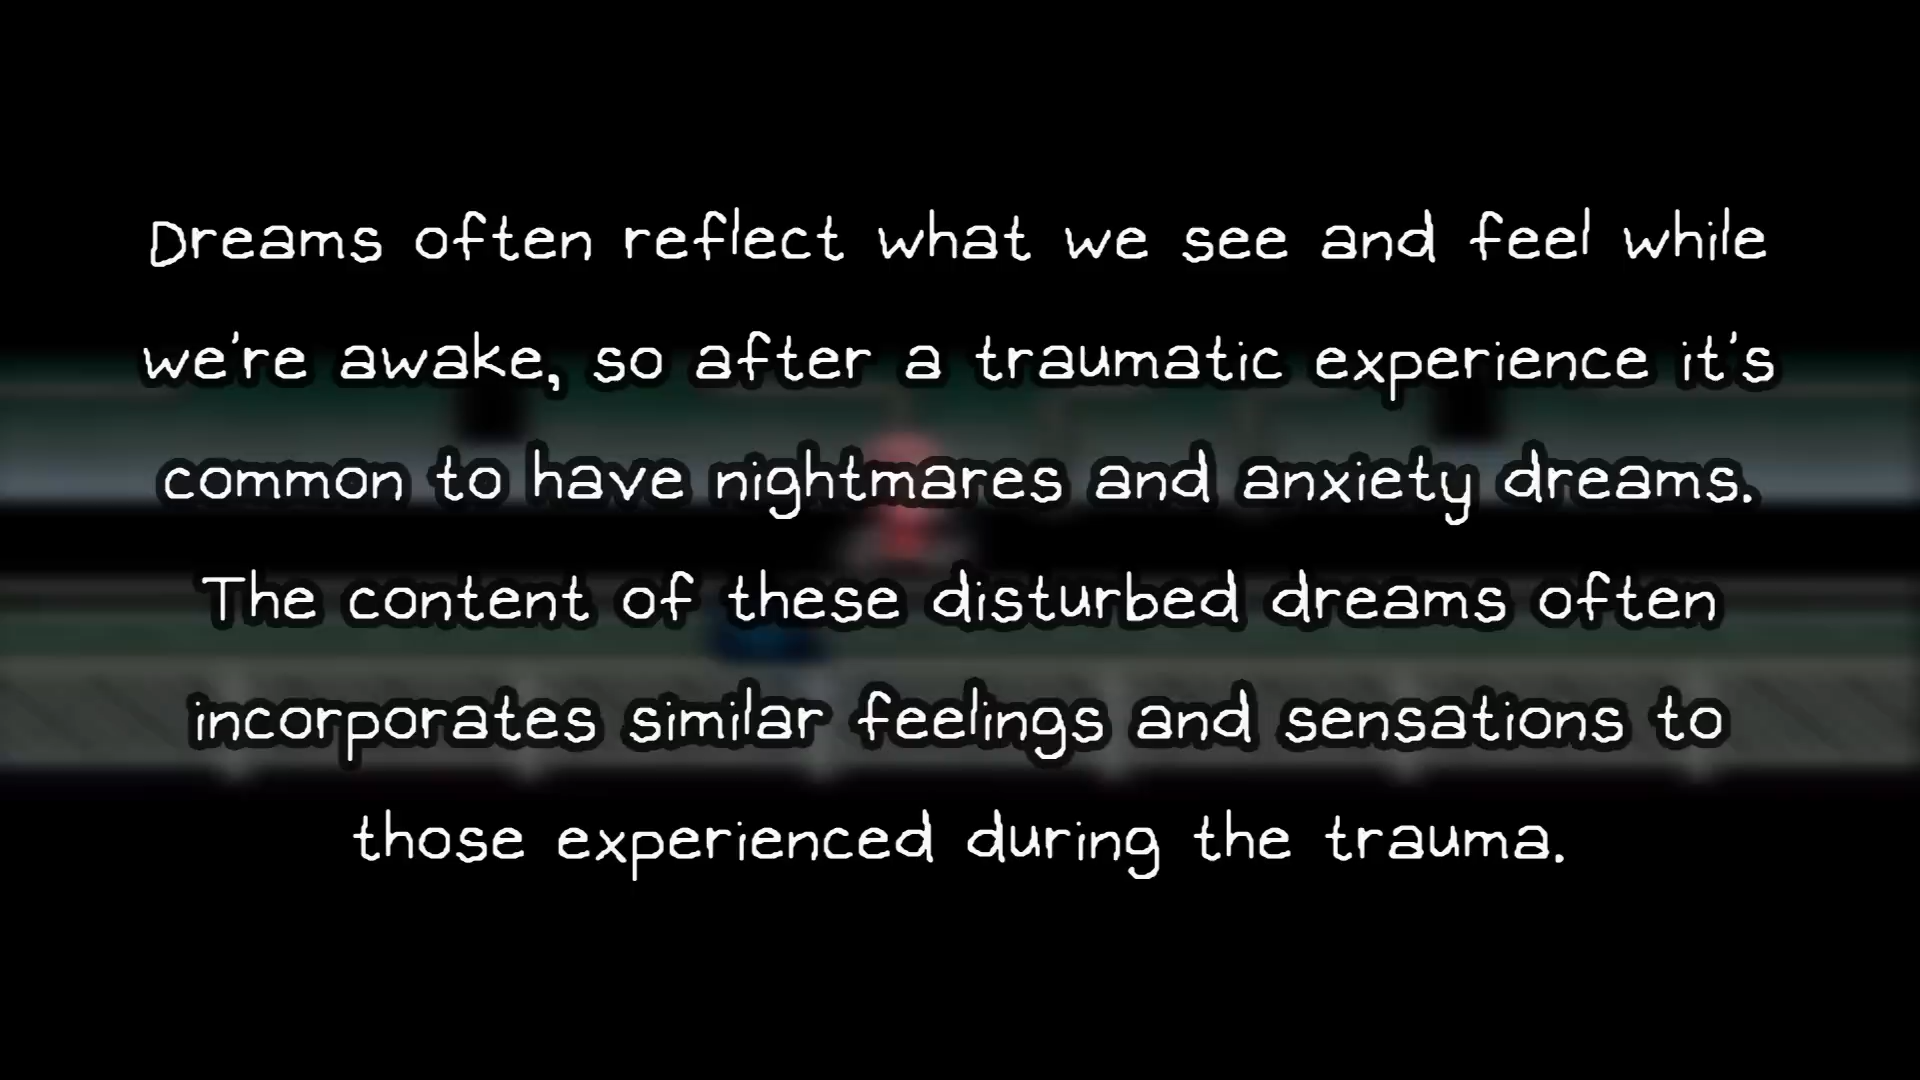 Dreams often reflect what we see and feel while
we're awake, so after a traumatic experience it's
common to have nightmares and anxiety dreams.
The content of these disturbed dreams often
incorporates similar feelings and sensations to
those experienced during the trauma.